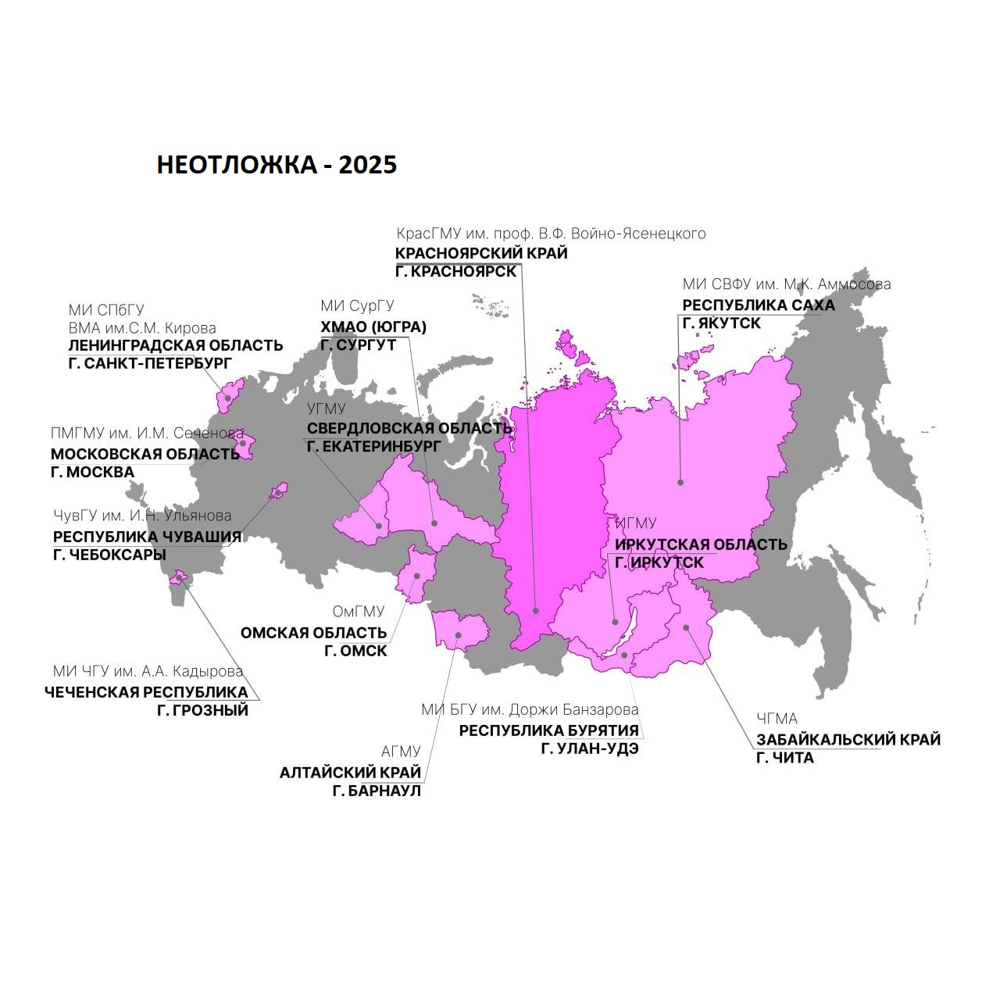 НЕОТЛОЖКА - 2025
КрасГМУ им. проф. В.Ф. Войно-Ясенецкого
КРАСНОЯРСКИЙ КРАЙ
Г. КРАСНОЯРСК
МИ СВФУ им. М.К. Аммосова
РЕСПУБЛИКА САХА
Г. ЯКУТСК
МИ СПбГУ
ВМА им.С.М. Кирова
ЛЕНИНГРАДСКАЯ ОБЛАСТЬ
Г. САНКТ-ПЕТЕРБУРГ
МИ СурГУ
ХМАО (ЮГРА)
Г. СУРГУТ
УГМУ
СВЕРДЛОВСКАЯ ОБЛАСТЬ
Г. ЕКАТЕРИНБУРГ
ПМГМУ им. И.М. Сеченова
МОСКОВСКАЯ ОБЛАСТЬ
Г. МОСКВА
ЧувГУ им. И.Н. Ульянова
РЕСПУБЛИКА ЧУВАШИЯ
Г. ЧЕБОКСАРЫ
ИГМУ
ИРКУТСКАЯ ОБЛАСТЬ
Г. ИРКУТСК
ОмГМУ
ОМСКАЯ ОБЛАСТЬ
Г. ОМСК
МИ ЧГУ им. А.А. Кадырова
ЧЕЧЕНСКАЯ РЕСПУБЛИКА
Г. ГРОЗНЫЙ
МИ БГУ им. Доржи Банзарова
РЕСПУБЛИКА БУРЯТИЯ
Г. УЛАН-УДЭ
ЧГМА
ЗАБАЙКАЛЬСКИЙ КРАЙ
Г. ЧИТА
АГМУ
АЛТАЙСКИЙ КРАЙ
Г. БАРНАУЛ